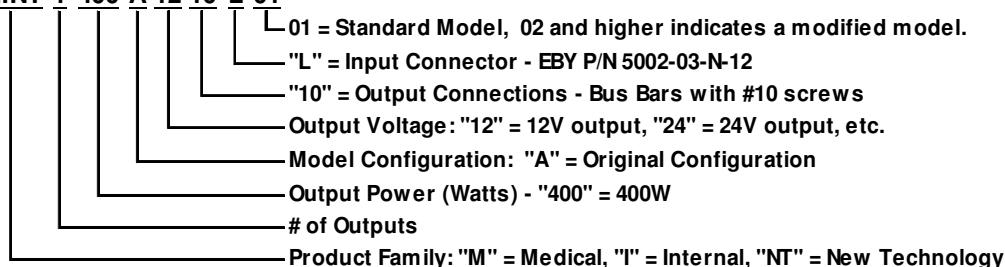 01 = Standard Model, 02 and higher indicates a modified model.
"L" = Input Connector - EBY P/N 5002-03-N-12
"10" = Output Connections - Bus Bars with #10 screws
Output Voltage: "12" = 12V output, "24" = 24V output, etc.
Model Configuration: "A" = Original Configuration
Output Power (Watts) - "400" = 400W
# of Outputs
Product Family: "M" = Medical, "I" = Internal, "NT" = New Technology